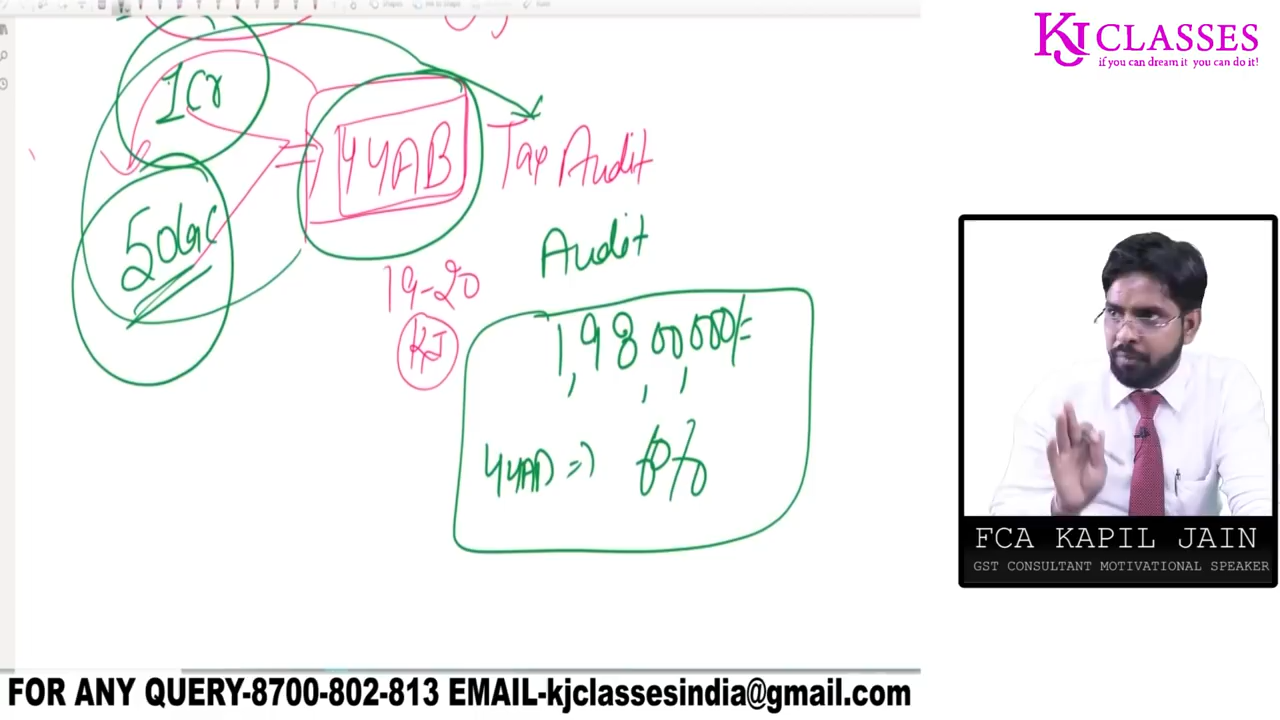 KJ CLASSES
if you can dream it you can do it!
1Cr
44AB
Tax Audit
50lac
Audit
19-20
KJ
1,98,00,000/=
44AD => 8%
FCA KAPIL JAIN
GST CONSULTANT MOTIVATIONAL SPEAKER
FOR ANY QUERY-8700-802-813 EMAIL-kjclassesindia@gmail.com